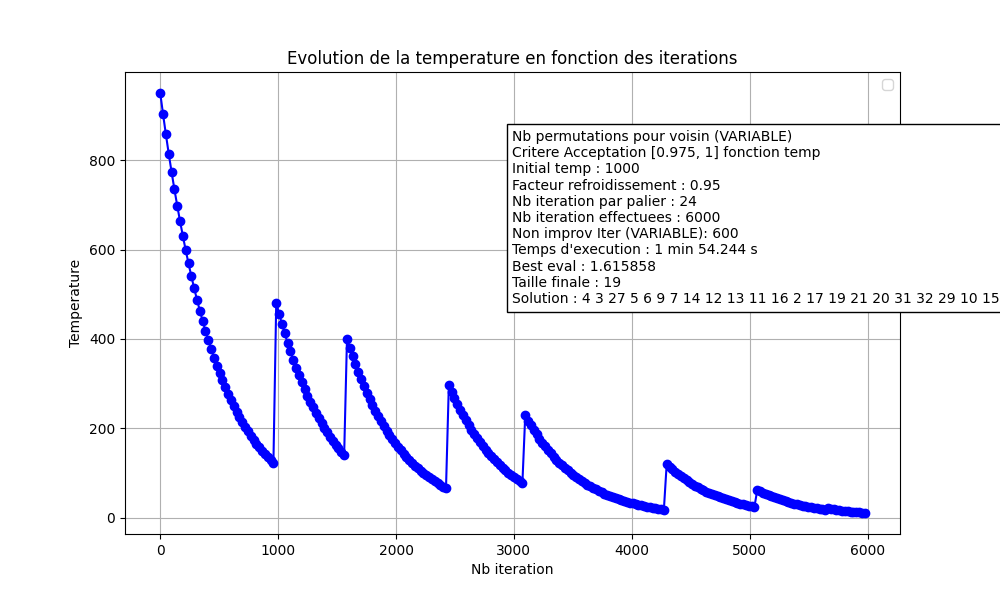 Evolution de la temperature en fonction des iterations
Nb permutations pour voisin (VARIABLE)
Critere Acceptation [0.975, 1] fonction temp
Initial temp : 1000
Facteur refroidissement : 0.95
Nb iteration par palier : 24
Nb iteration effectuees : 6000
Non improv Iter (VARIABLE): 600
Temps d'execution : 1 min 54.244 s
Best eval : 1.615858
Taille finale : 19
Solution : 4 3 27 5 6 9 7 14 12 13 11 16 2 17 19 21 20 31 32 29 10 15
Temperature
800
600
400
200
0
0 1000 2000 3000 4000 5000 6000
Nb iteration